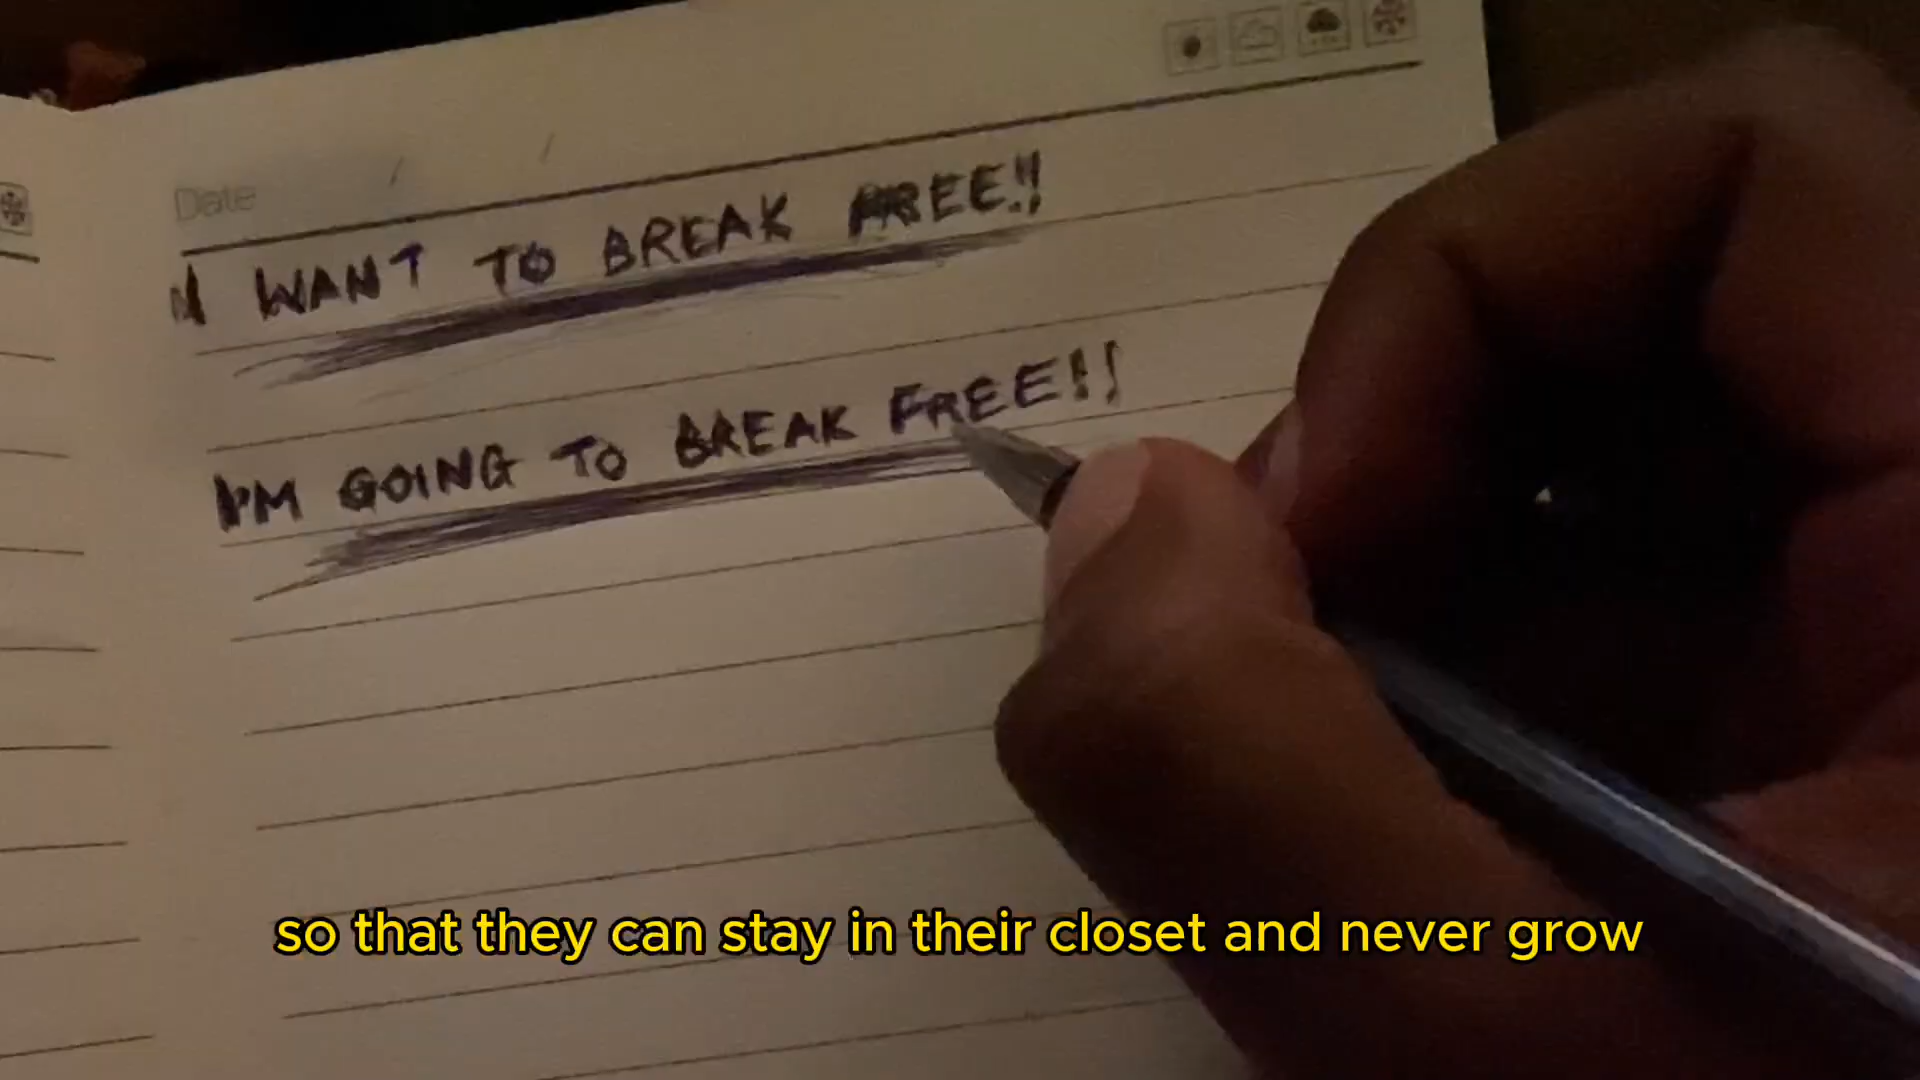 Date
I WANT TO BREAK FREE!!
I'M GOING TO BREAK FREE!!
so that they can stay in their closet and never grow